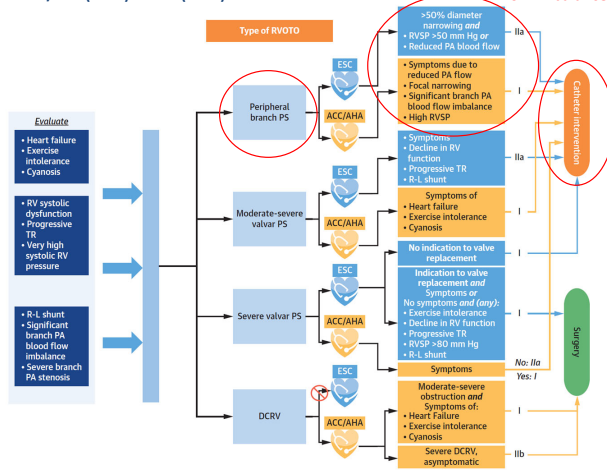 Type of RVOTO
Evaluate
• Heart failure
• Exercise
intolerance
• Cyanosis
• RV systolic
dysfunction
• Progressive
TR
• Very high
systolic RV
pressure
• R-L shunt
• Significant
branch PA
blood flow
imbalance
• Severe branch
PA stenosis
Peripheral
branch PS
ESC
ACC/AHA
>50% diameter
narrowing and
• RVSP >50 mm Hg or
• Reduced PA blood flow
IIa
• Symptoms due to
reduced PA flow
• Focal narrowing
• Significant branch PA
blood flow imbalance
• High RVSP
I
Moderate-severe
valvar PS
ESC
ACC/AHA
• Symptoms
• Decline in RV
function
• Progressive TR
• R-L shunt
IIa
Symptoms of
• Heart failure
• Exercise intolerance
• Cyanosis
I
Severe valvar PS
ESC
ACC/AHA
No indication to valve
replacement
I
Indication to valve
replacement and
Symptoms or
No symptoms and (any):
• Exercise intolerance
• Decline in RV function
• Progressive TR
• RVSP >80 mm Hg
• R-L shunt
I
Symptoms
No: IIa
Yes: I
DCRV
ESC
ACC/AHA
Moderate-severe
obstruction and
Symptoms of:
• Heart Failure
• Exercise intolerance
• Cyanosis
I
Severe DCRV,
asymptomatic
IIb
Catheter intervention
Surgery